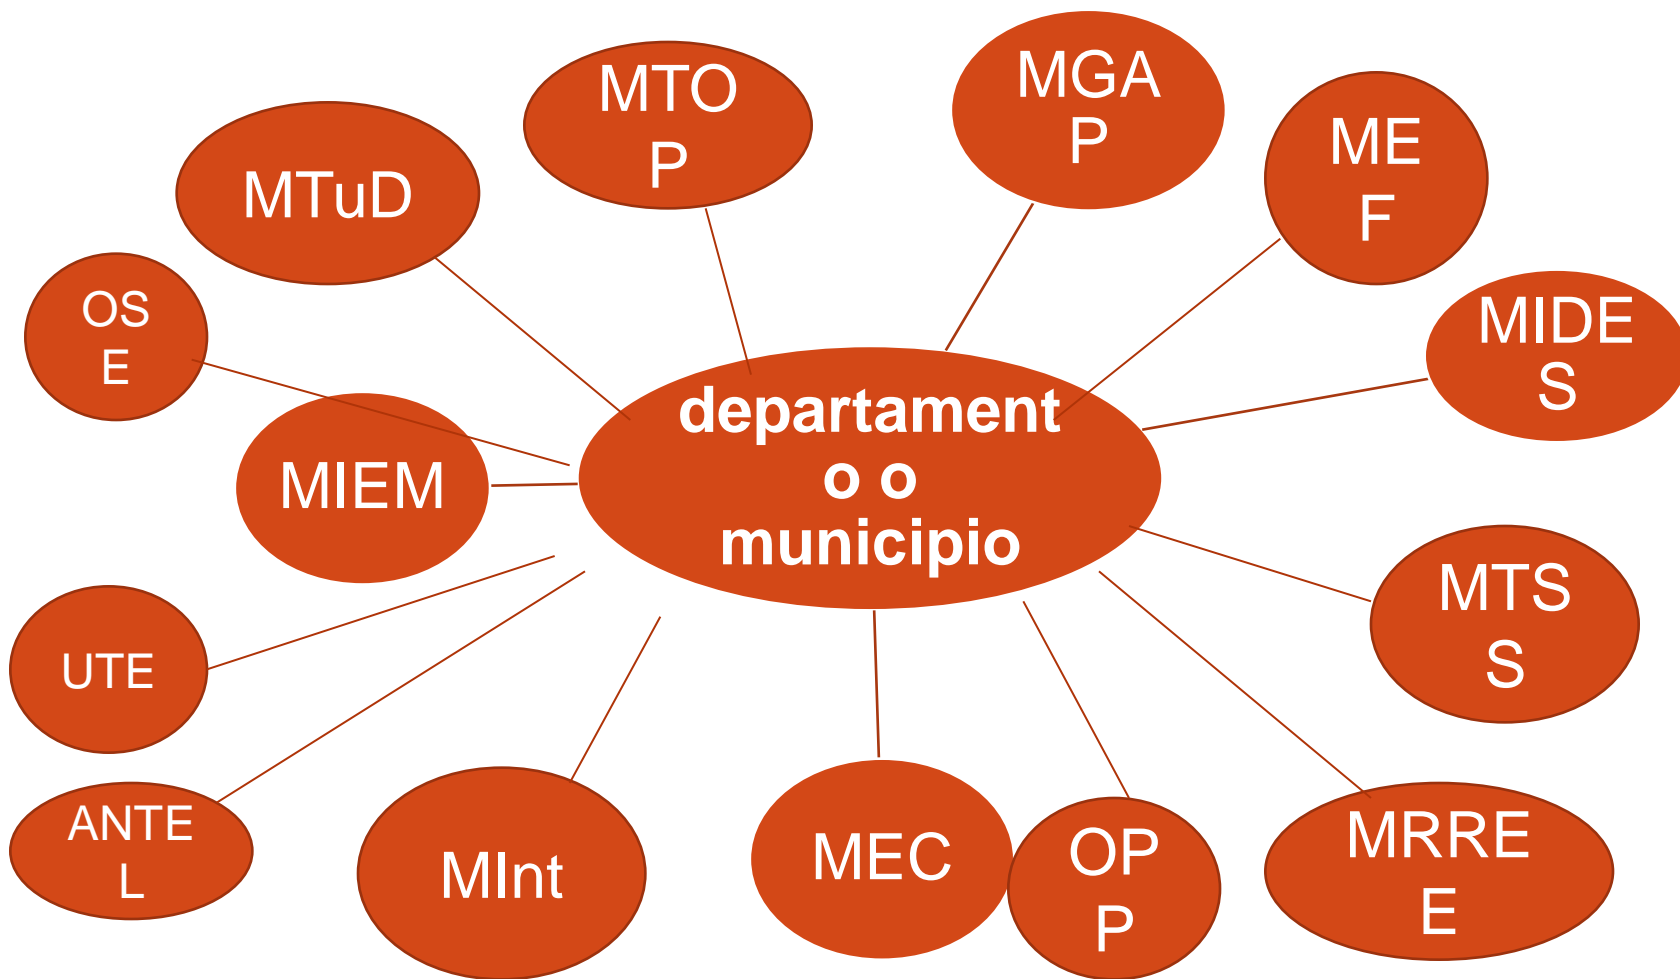 MTO
P
MGA
P
ME
F
MTuD
OS
E
MIDE
S
departament
o o
municipio
MIEM
MTS
S
UTE
ANTE
L
MInt
MEC
OP
P
MRRE
E